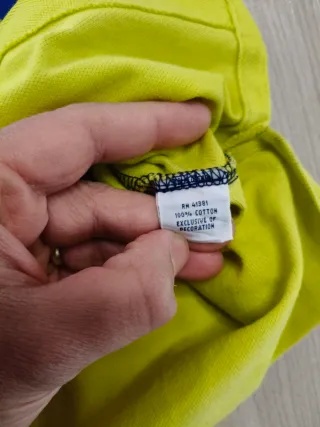 RN 41381
100% COTTON
EXCLUSIVE OF
DECORATION